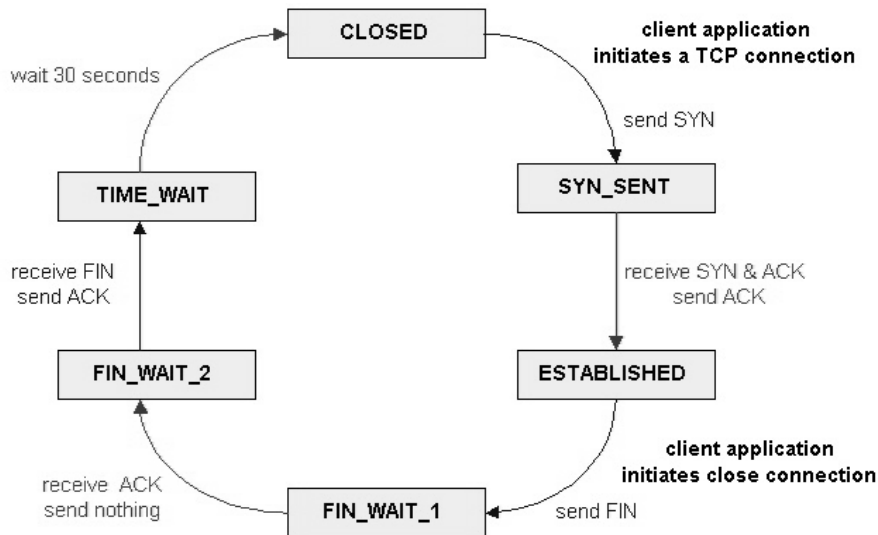 CLOSED
client application
initiates a TCP connection
wait 30 seconds
send SYN
TIME_WAIT
SYN_SENT
receive FIN
send ACK
receive SYN & ACK
send ACK
FIN_WAIT_2
ESTABLISHED
client application
initiates close connection
receive ACK
send nothing
FIN_WAIT_1
send FIN